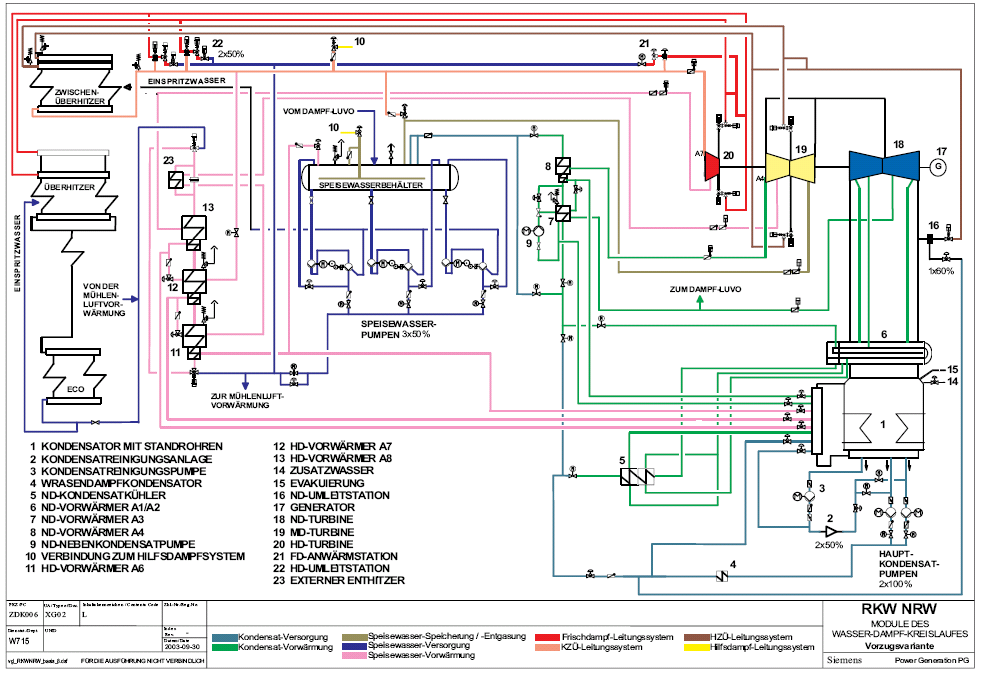 22
2x50%
10
21
ZWISCHEN-
ÜBERHITZER
EINSPRITZWASSER
VOM DAMPF-LUVO
10
23
SPEISEWASSERBEHÄLTER
8
A7
20
19
A4
18
17
G
ÜBERHITZER
13
7
9
16
1x60%
EINSPRITZWASSER
VON DER
MÜHLEN-
LUFTVOR-
WÄRMUNG
12
ZUM DAMPF-LUVO
SPEISEWASSER-
PUMPEN 3x50%
11
6
ECO
ZUR MÜHLENLUFT-
VORWÄRMUNG
15
14
1
5
3
2
2x50%
4
HAUPT-
KONDENSAT-
PUMPEN
2x100%
1 KONDENSATOR MIT STANDROHREN
2 KONDENSATREINIGUNGSANLAGE
3 KONDENSATREINIGUNGSPUMPE
4 WRASENDAMPFKONDENSATOR
5 ND-KONDENSATKÜHLER
6 ND-VORWÄRMER A1/A2
7 ND-VORWÄRMER A3
8 ND-VORWÄRMER A4
9 ND-NEBENKONDENSATPUMPE
10 VERBINDUNG ZUM HILFSDAMPFSYSTEM
11 HD-VORWÄRMER A6
12 HD-VORWÄRMER A7
13 HD-VORWÄRMER A8
14 ZUSATZWASSER
15 EVAKUIERUNG
16 ND-UMLEITSTATION
17 GENERATOR
18 ND-TURBINE
19 MD-TURBINE
20 HD-TURBINE
21 FD-ANWÄRMSTATION
22 HD-UMLEITSTATION
23 EXTERNER ENTHITZER
ZDK006
XG02
L
W715
2003-09-30
FÜR DIE AUSFÜHRUNG NICHT VERBINDLICH
Kondensat-Versorgung
Kondensat-Vorwärmung
Speisewasser-Speicherung / -Entgasung
Speisewasser-Versorgung
Speisewasser-Vorwärmung
Frischdampf-Leitungssystem
KZÜ-Leitungssystem
HZÜ-Leitungssystem
Hilfsdampf-Leitungssystem
RKW NRW
MODULE DES
WASSER-DAMPF-KREISLAUFES
Vorzugsvariante
Siemens
Power Generation PG